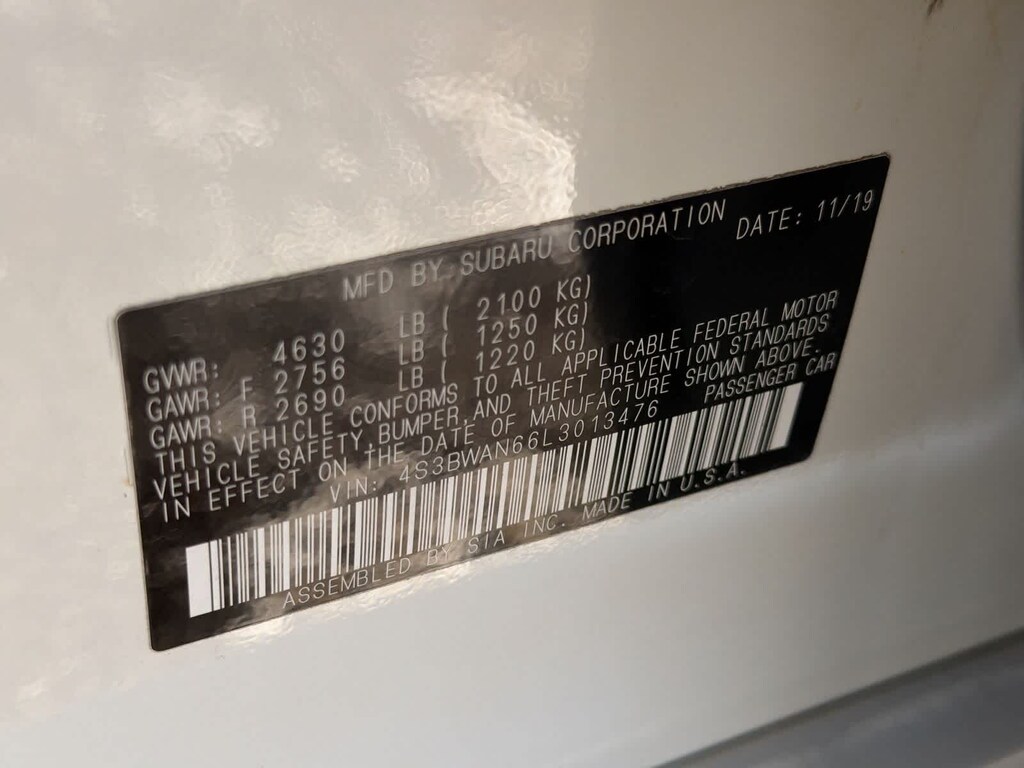 MFD BY SUBARU CORPORATION DATE: 11/19
GVWR: 4630 LB ( 2100 KG)
GAWR: F 2756 LB ( 1250 KG)
GAWR: R 2690 LB ( 1220 KG)
THIS VEHICLE CONFORMS TO ALL APPLICABLE FEDERAL MOTOR
VEHICLE SAFETY,BUMPER,AND THEFT PREVENTION STANDARDS
IN EFFECT ON THE DATE OF MANUFACTURE SHOWN ABOVE.
VIN: 4S3BWAN66L3013476 PASSENGER CAR
ASSEMBLED BY SIA INC. MADE IN U.S.A.